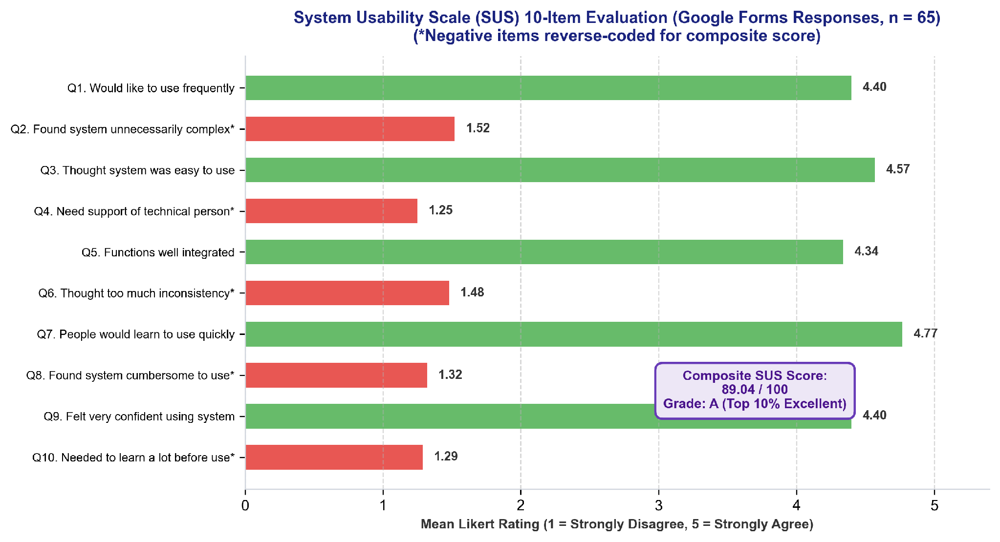 System Usability Scale (SUS) 10-Item Evaluation (Google Forms Responses, n = 65)
(*Negative items reverse-coded for composite score)
Q1. Would like to use frequently 4.40
Q2. Found system unnecessarily complex* 1.52
Q3. Thought system was easy to use 4.57
Q4. Need support of technical person* 1.25
Q5. Functions well integrated 4.34
Q6. Thought too much inconsistency* 1.48
Q7. People would learn to use quickly 4.77
Q8. Found system cumbersome to use* 1.32
Composite SUS Score:
89.04 / 100
Grade: A (Top 10% Excellent)
Q9. Felt very confident using system 4.40
Q10. Needed to learn a lot before use* 1.29
0 1 2 3 4 5
Mean Likert Rating (1 = Strongly Disagree, 5 = Strongly Agree)